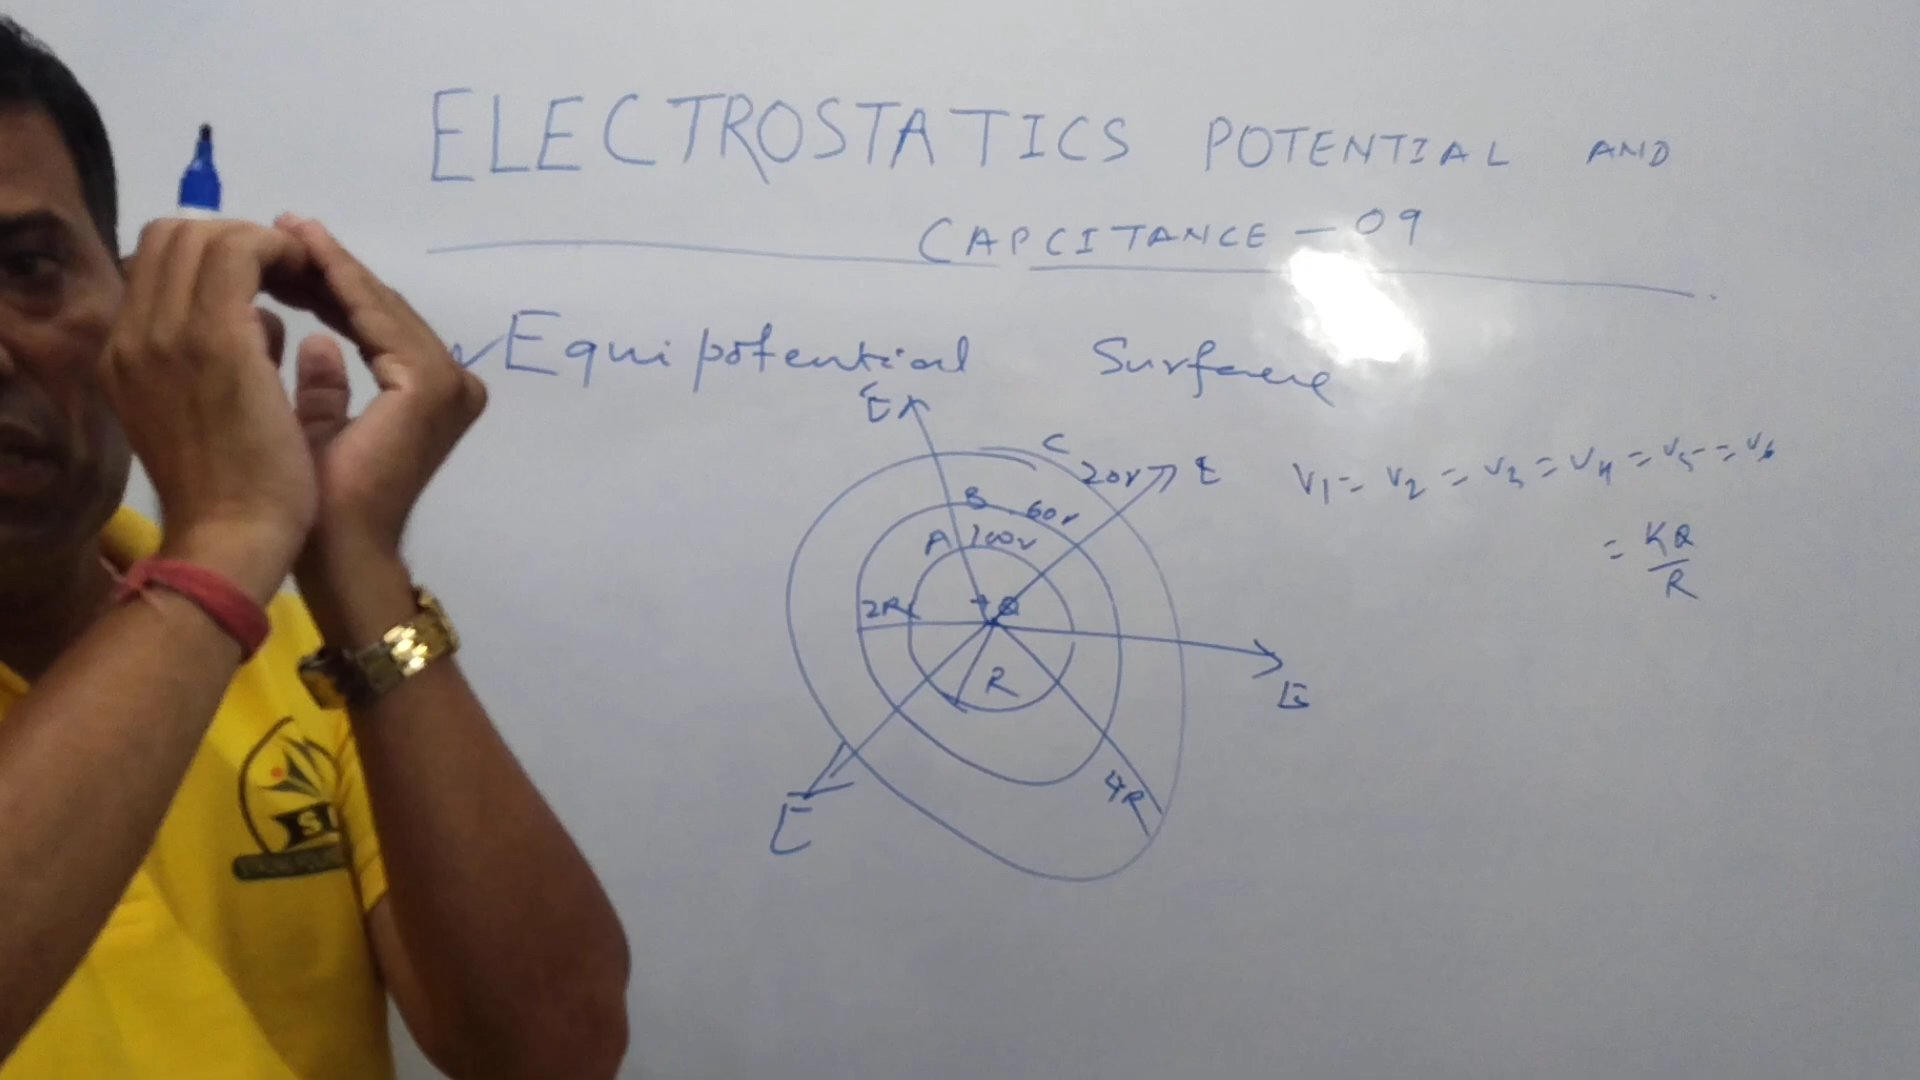 ELECTROSTATICS POTENTIAL AND
CAPCITANCE - 09
Equipotential Surface
E
C
20v E
V1 = V2 = V3 = V4 = V5 = V6
B 60v
A 100v
= KQ/R
2R +Q
R
E
4R
E